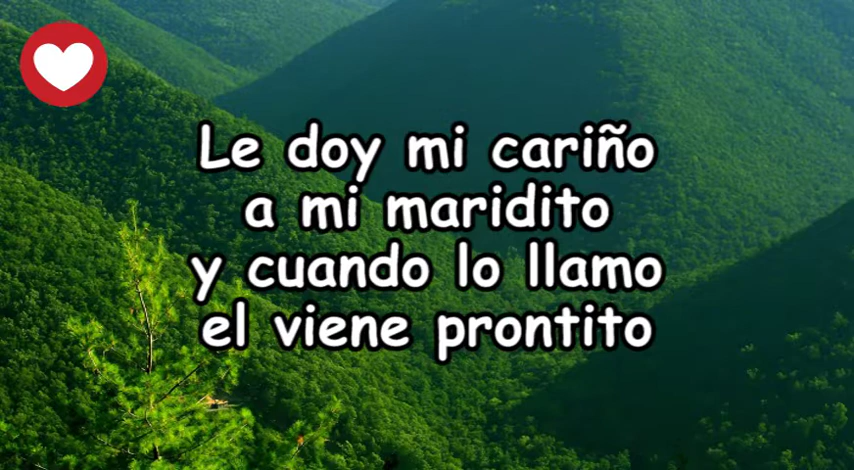 Le doy mi cariño
a mi maridito
y cuando lo llamo
el viene prontito